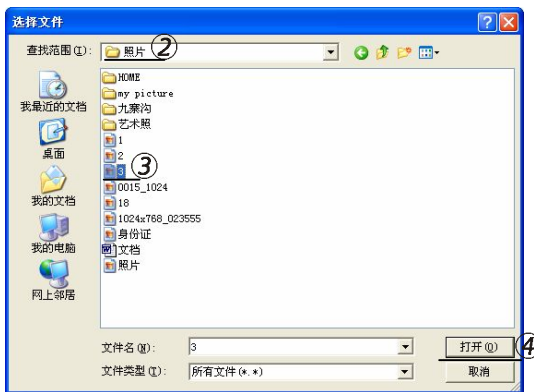 选择文件
查找范围(I):
照片
②
我最近的文档
桌面
我的文档
我的电脑
网上邻居
HOME
my picture
九寨沟
艺术照
1
2
3
③
0015_1024
18
1024x768_023555
身份证
文档
照片
文件名(N):
3
打开(O)
④
文件类型(T):
所有文件(*.*)
取消